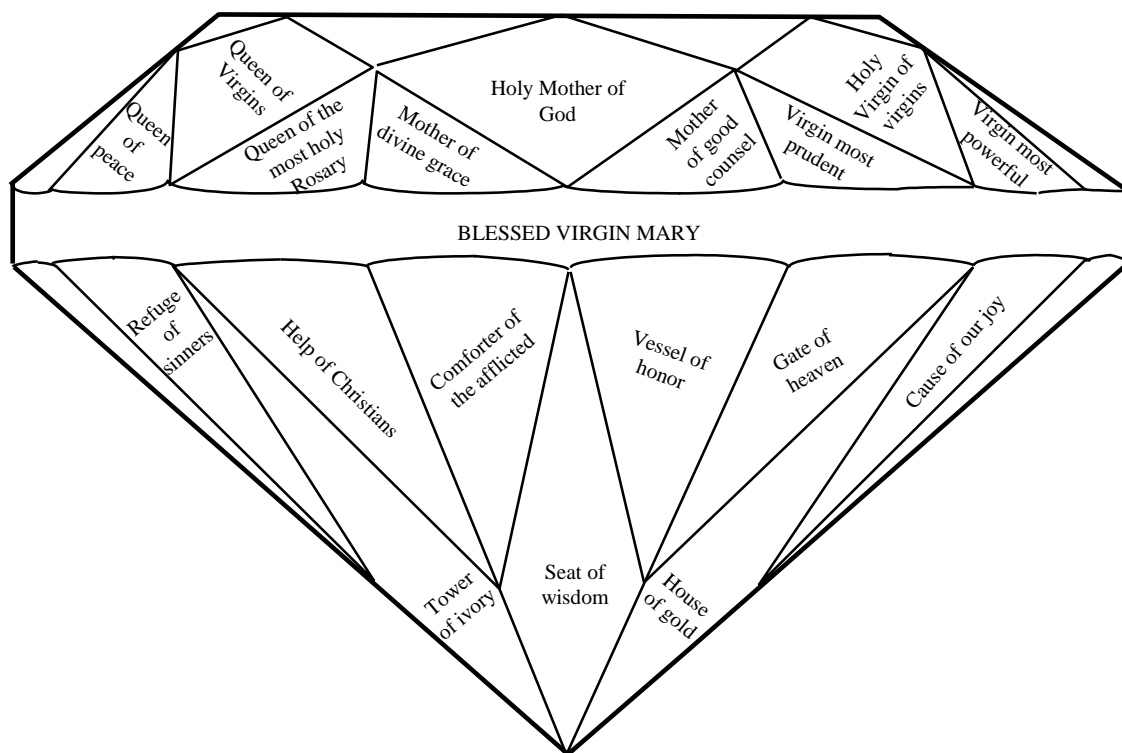 Queen
of
peace
Queen of
Virgins
Queen of the
most holy
Rosary
Mother of
divine grace
Holy Mother of
God
Mother
of good
counsel
Virgin most
prudent
Holy
Virgin of
virgins
Virgin most
powerful
BLESSED VIRGIN MARY
Refuge
of
sinners
Help of Christians
Comforter of
the afflicted
Vessel of
honor
Gate of
heaven
Cause of our joy
Tower
of ivory
Seat of
wisdom
House
of gold